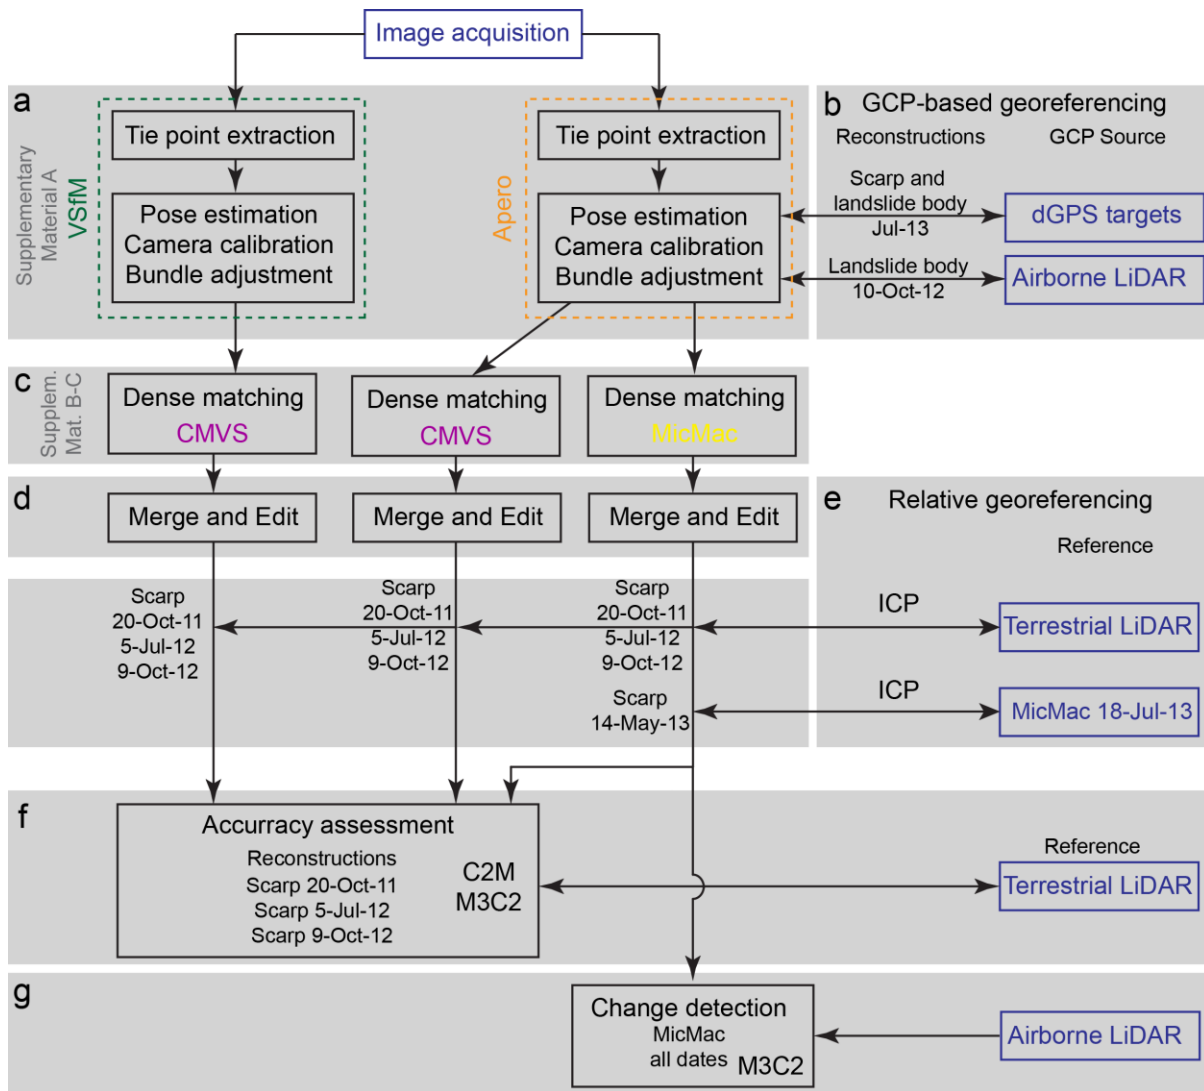 Image acquisition
a
Supplementary
Material A
VSfM
Tie point extraction
Pose estimation
Camera calibration
Bundle adjustment
Apero
Tie point extraction
Pose estimation
Camera calibration
Bundle adjustment
b GCP-based georeferencing
Reconstructions GCP Source
Scarp and
landslide body
Jul-13
dGPS targets
Landslide body
10-Oct-12
Airborne LiDAR
c
Supplem.
Mat. B-C
Dense matching
CMVS
Dense matching
CMVS
Dense matching
MicMac
d
Merge and Edit
Merge and Edit
Merge and Edit
e Relative georeferencing
Reference
Scarp
20-Oct-11
5-Jul-12
9-Oct-12
Scarp
20-Oct-11
5-Jul-12
9-Oct-12
Scarp
20-Oct-11
5-Jul-12
9-Oct-12
ICP
Terrestrial LiDAR
Scarp
14-May-13
ICP
MicMac 18-Jul-13
f
Accurracy assessment
Reconstructions
Scarp 20-Oct-11
Scarp 5-Jul-12
Scarp 9-Oct-12
C2M
M3C2
Reference
Terrestrial LiDAR
g
Change detection
MicMac
all dates
M3C2
Airborne LiDAR